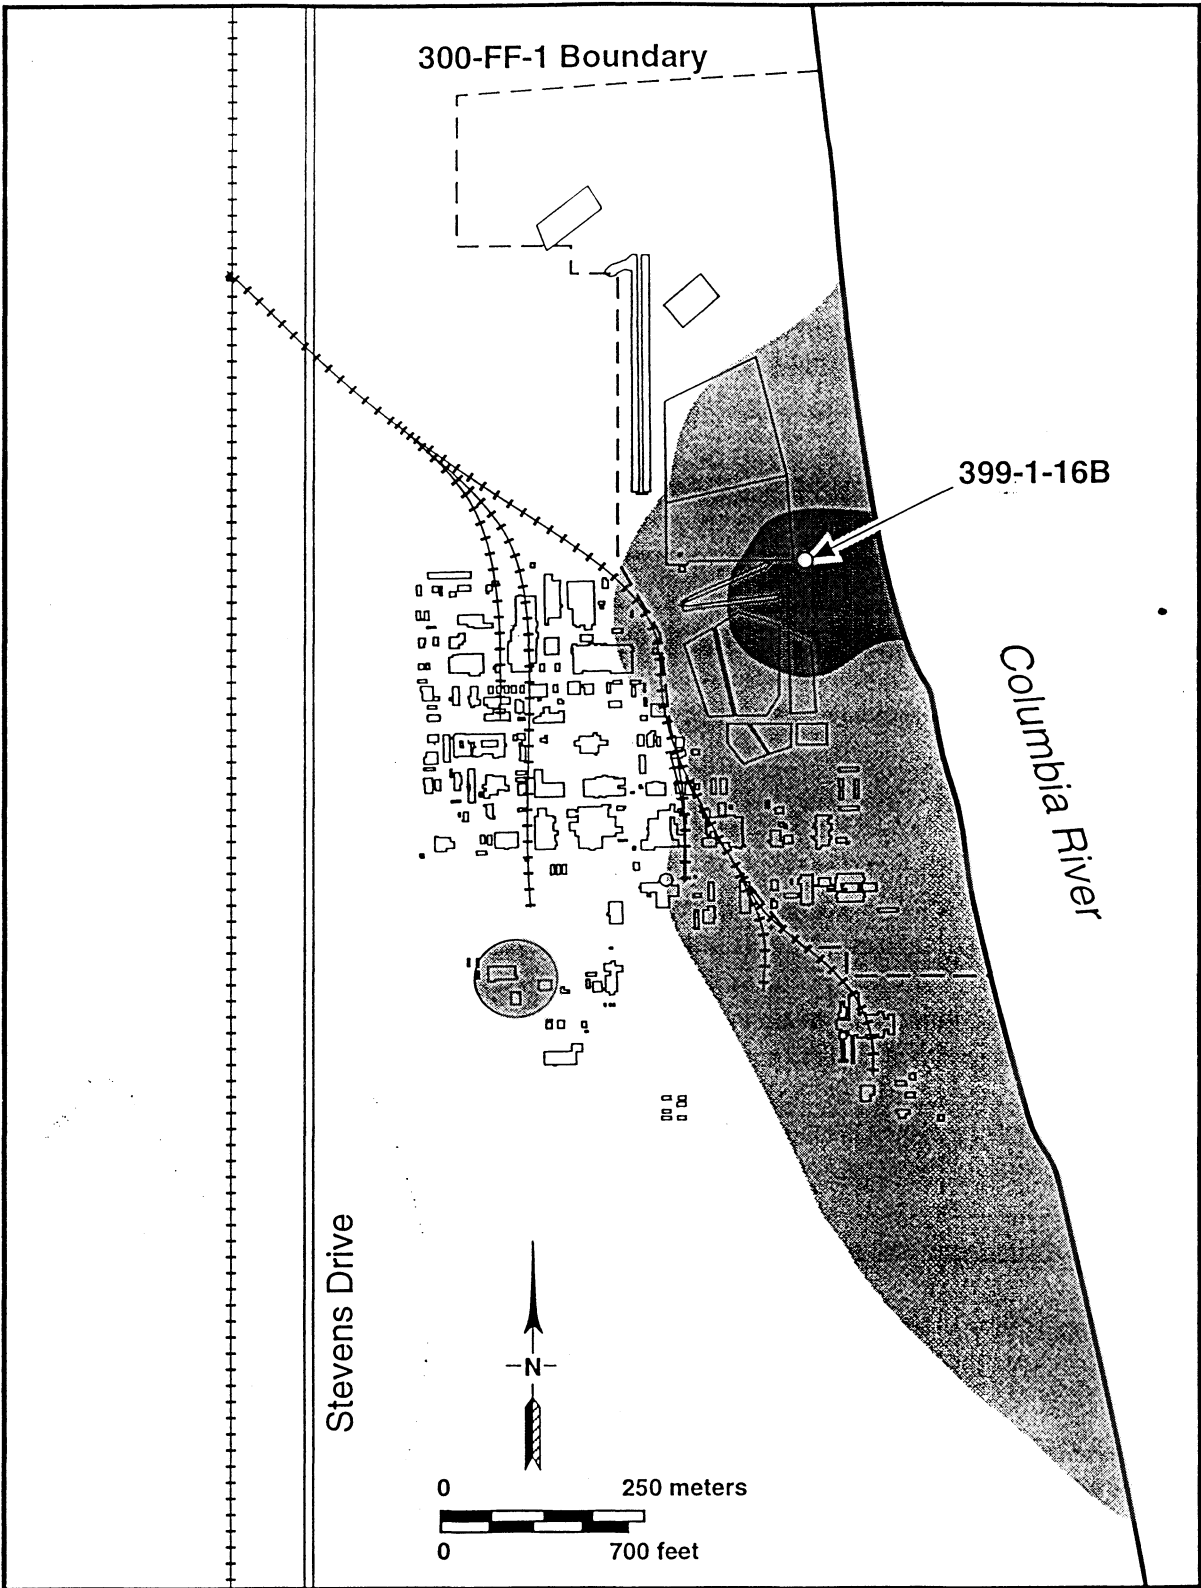 300-FF-1 Boundary
399-1-16B
Columbia River
Stevens Drive
N
0 250 meters
0 700 feet